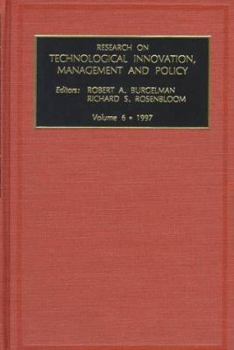 RESEARCH ON
TECHNOLOGICAL INNOVATION,
MANAGEMENT AND POLICY
Editors: ROBERT A. BURGELMAN
RICHARD S. ROSENBLOOM
Volume 6 • 1997